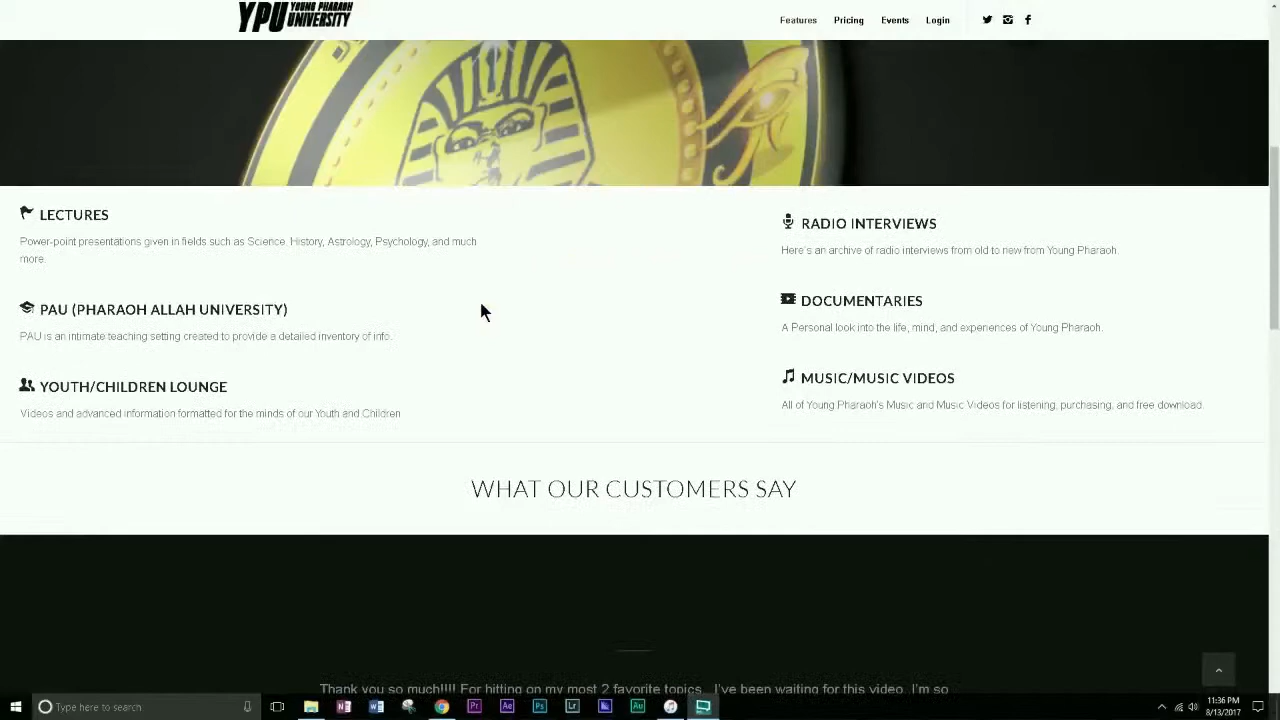 YPU YOUNG PHARAOH
UNIVERSITY
Features Pricing Events Login
LECTURES
Power-point presentations given in fields such as Science, History, Astrology, Psychology, and much
more.
PAU (PHARAOH ALLAH UNIVERSITY)
PAU is an intimate teaching setting created to provide a detailed inventory of info.
YOUTH/CHILDREN LOUNGE
Videos and advanced information formatted for the minds of our Youth and Children
RADIO INTERVIEWS
Here's an archive of radio interviews from old to new from Young Pharaoh.
DOCUMENTARIES
A Personal look into the life, mind, and experiences of Young Pharaoh.
MUSIC/MUSIC VIDEOS
All of Young Pharaoh's Music and Music Videos for listening, purchasing, and free download.
WHAT OUR CUSTOMERS SAY
Thank you so much!!!! For hitting on my most 2 favorite topics.. I've been waiting for this video. I'm so
Type here to search
Pr Ae Ps Lr Au
11:36 PM
8/13/2017